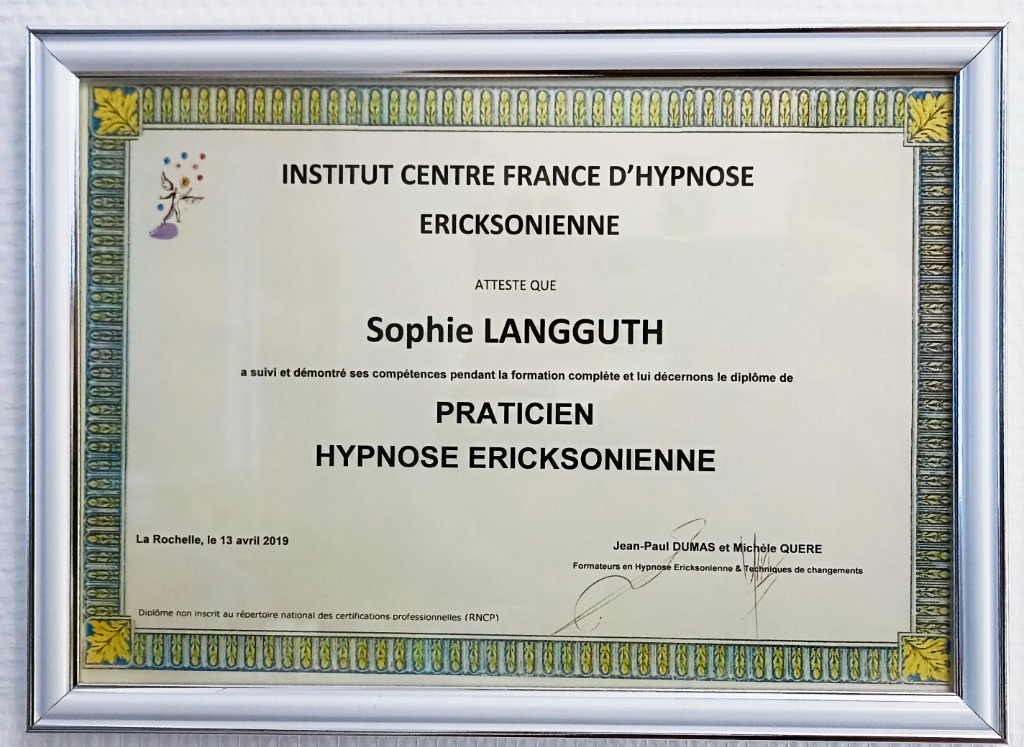 INSTITUT CENTRE FRANCE D'HYPNOSE
ERICKSONIENNE
ATTESTE QUE
Sophie LANGGUTH
a suivi et démontré ses compétences pendant la formation complète et lui décernons le diplôme de
PRATICIEN
HYPNOSE ERICKSONIENNE
La Rochelle, le 13 avril 2019
Jean-Paul DUMAS et Michèle QUERE
Formateurs en Hypnose Ericksonienne & Techniques de changements
Diplôme non inscrit au répertoire national des certifications professionnelles (RNCP)